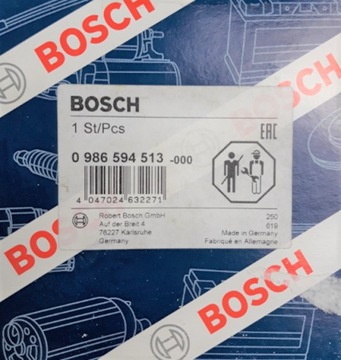 BOSCH
BOSCH
BOSCH
1 St/Pcs
EAC
0 986 594 513 -000
4 047024 632271
Robert Bosch GmbH
Auf der Breit 4
76227 Karlsruhe
Germany
250
619
Made in Germany
Fabriqué en Allemagne
BOSCH
BOSCH
BOSCH